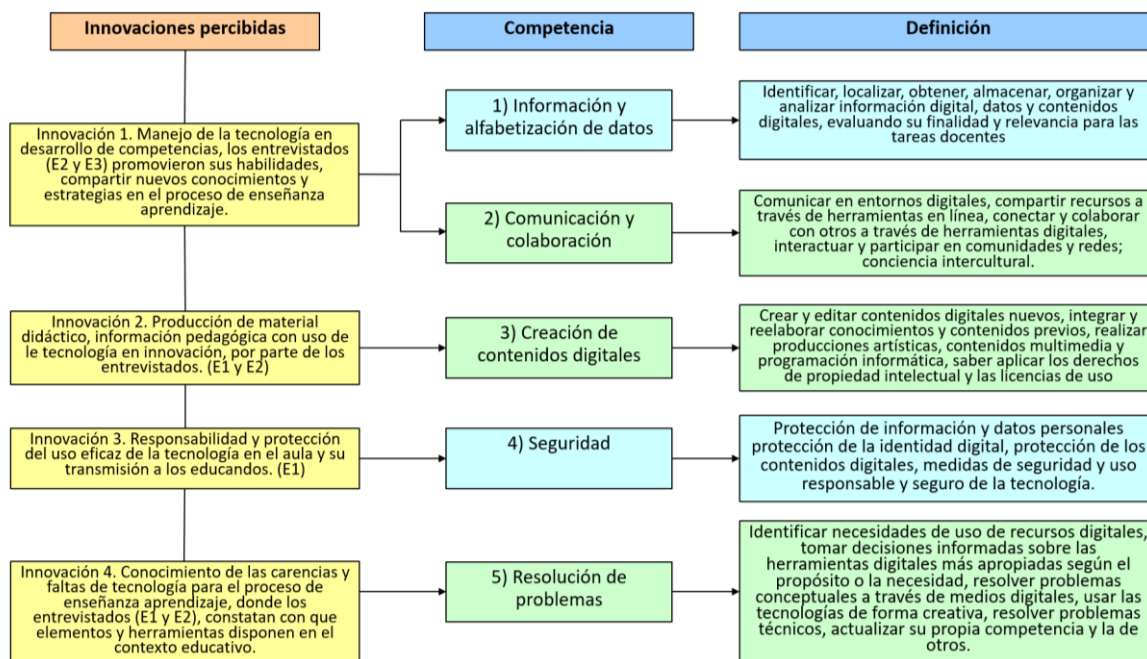 Innovaciones percibidas
Competencia
Definición
Innovación 1. Manejo de la tecnología en
desarrollo de competencias, los entrevistados
(E2 y E3) promovieron sus habilidades,
compartir nuevos conocimientos y
estrategias en el proceso de enseñanza
aprendizaje.
1) Información y
alfabetización de datos
Identificar, localizar, obtener, almacenar, organizar y
analizar información digital, datos y contenidos
digitales, evaluando su finalidad y relevancia para las
tareas docentes
2) Comunicación y
colaboración
Comunicar en entornos digitales, compartir recursos a
través de herramientas en línea, conectar y colaborar
con otros a través de herramientas digitales,
interactuar y participar en comunidades y redes;
conciencia intercultural.
Innovación 2. Producción de material
didáctico, información pedagógica con uso de
le tecnología en innovación, por parte de los
entrevistados. (E1 y E2)
3) Creación de
contenidos digitales
Crear y editar contenidos digitales nuevos, integrar y
reelaborar conocimientos y contenidos previos, realizar
producciones artísticas, contenidos multimedia y
programación informática, saber aplicar los derechos
de propiedad intelectual y las licencias de uso
Innovación 3. Responsabilidad y protección
del uso eficaz de la tecnología en el aula y su
transmisión a los educandos. (E1)
4) Seguridad
Protección de información y datos personales
protección de la identidad digital, protección de los
contenidos digitales, medidas de seguridad y uso
responsable y seguro de la tecnología.
Innovación 4. Conocimiento de las carencias y
faltas de tecnología para el proceso de
enseñanza aprendizaje, donde los
entrevistados (E1 y E2), constatan con que
elementos y herramientas disponen en el
contexto educativo.
5) Resolución de
problemas
Identificar necesidades de uso de recursos digitales,
tomar decisiones informadas sobre las
herramientas digitales más apropiadas según el
propósito o la necesidad, resolver problemas
conceptuales a través de medios digitales, usar las
tecnologías de forma creativa, resolver problemas
técnicos, actualizar su propia competencia y la de
otros.